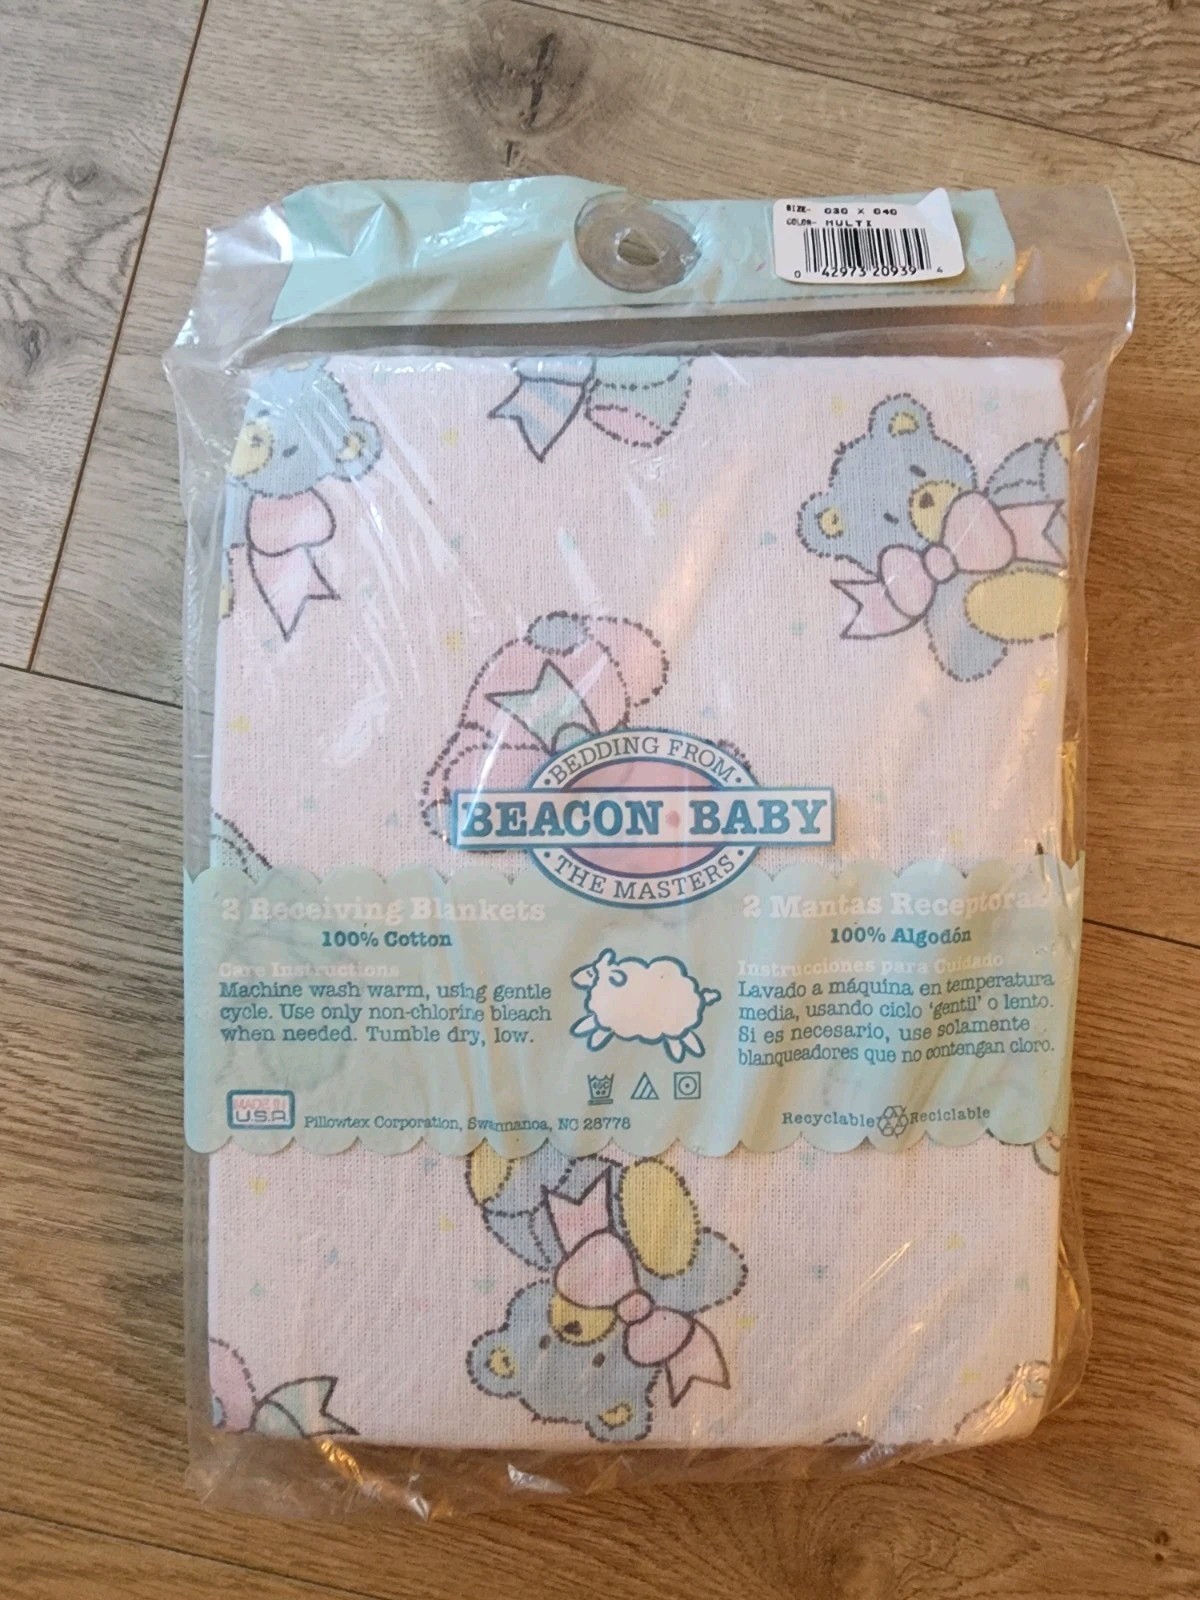 SIZE- 030 X 040
COLOR- MULTI
0 42973 20939 4
BEDDING FROM
BEACON BABY
THE MASTERS
2 Receiving Blankets
100% Cotton
Care Instructions
Machine wash warm, using gentle
cycle. Use only non-chlorine bleach
when needed. Tumble dry, low.
2 Mantas Receptoras
100% Algodón
Instrucciones para Cuidado
Lavado a máquina en temperatura
media, usando ciclo 'gentil' o lento.
Si es necesario, use solamente
blanqueadores que no contengan cloro.
U.S.A.
Pillowtex Corporation, Swannanoa, NC 28778
Recyclable Reciclable